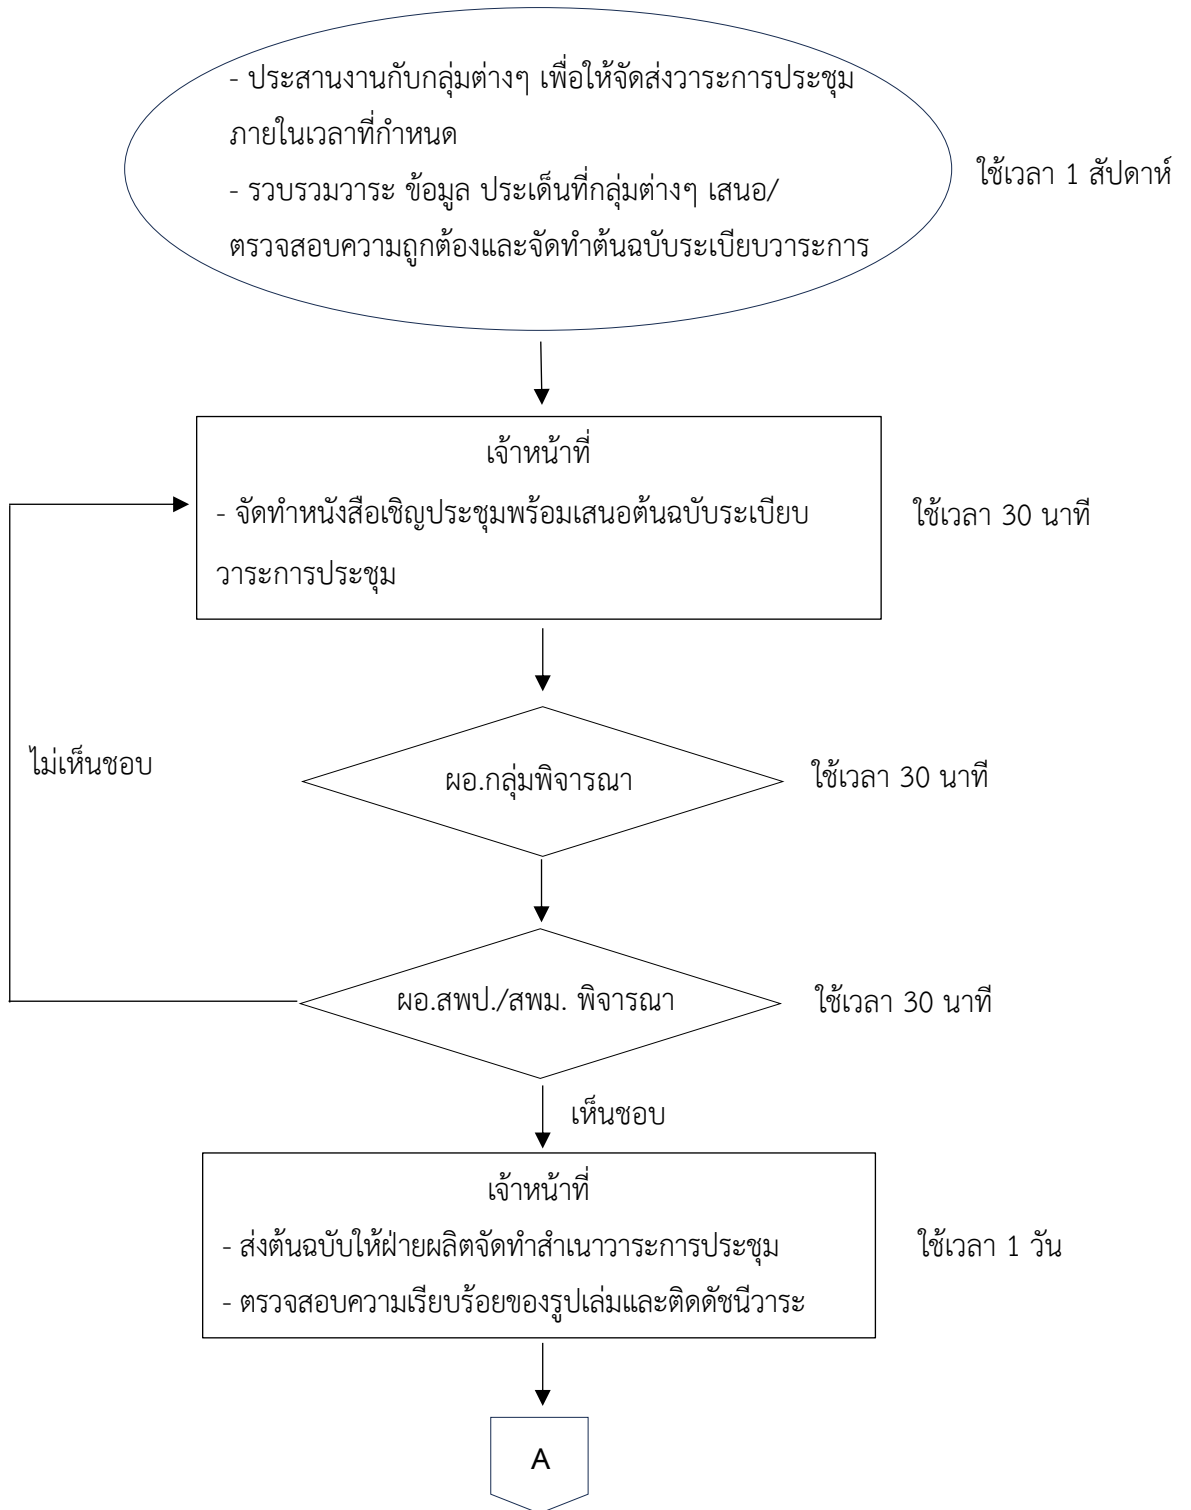 - ประสานงานกับกลุ่มต่างๆ เพื่อให้จัดส่งวาระการประชุม
ภายในเวลาที่กำหนด
- รวบรวมวาระ ข้อมูล ประเด็นที่กลุ่มต่างๆ เสนอ/
ตรวจสอบความถูกต้องและจัดทำต้นฉบับระเบียบวาระการ
ใช้เวลา 1 สัปดาห์
เจ้าหน้าที่
- จัดทำหนังสือเชิญประชุมพร้อมเสนอต้นฉบับระเบียบ
วาระการประชุม
ใช้เวลา 30 นาที
ไม่เห็นชอบ
ผอ.กลุ่มพิจารณา
ใช้เวลา 30 นาที
ผอ.สพป./สพม. พิจารณา
ใช้เวลา 30 นาที
เห็นชอบ
เจ้าหน้าที่
- ส่งต้นฉบับให้ฝ่ายผลิตจัดทำสำเนาวาระการประชุม
- ตรวจสอบความเรียบร้อยของรูปเล่มและติดดัชนีวาระ
ใช้เวลา 1 วัน
A